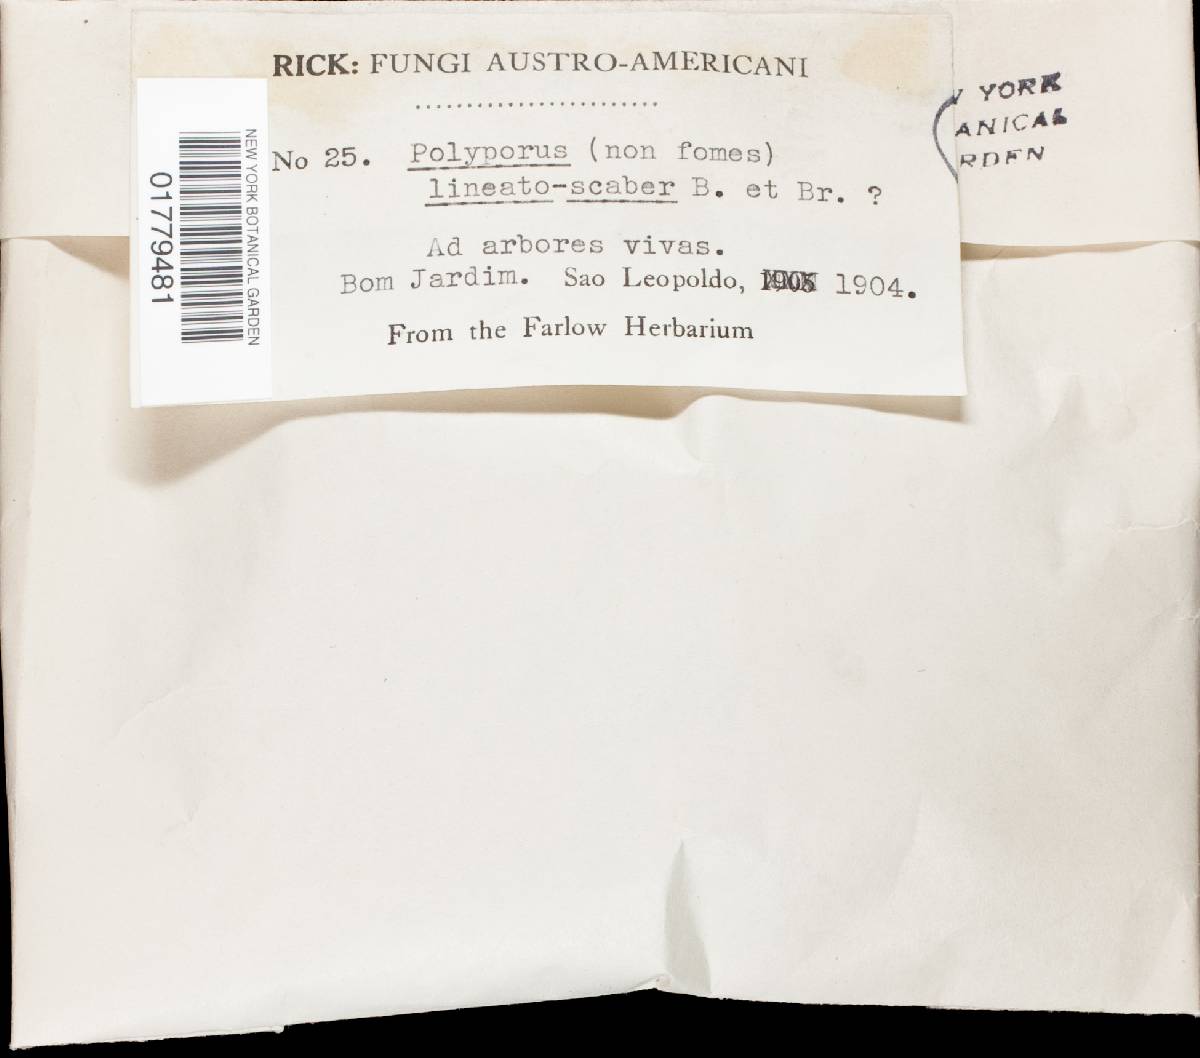 RICK: FUNGI AUSTRO-AMERICANI
.......................
No 25. Polyporus (non fomes)
lineato-scaber B. et Br. ?
Ad arbores vivas.
Bom Jardim. Sao Leopoldo, 1904.
From the Farlow Herbarium
NEW YORK BOTANICAL GARDEN
01779481
YORK
ANICAL
RDEN